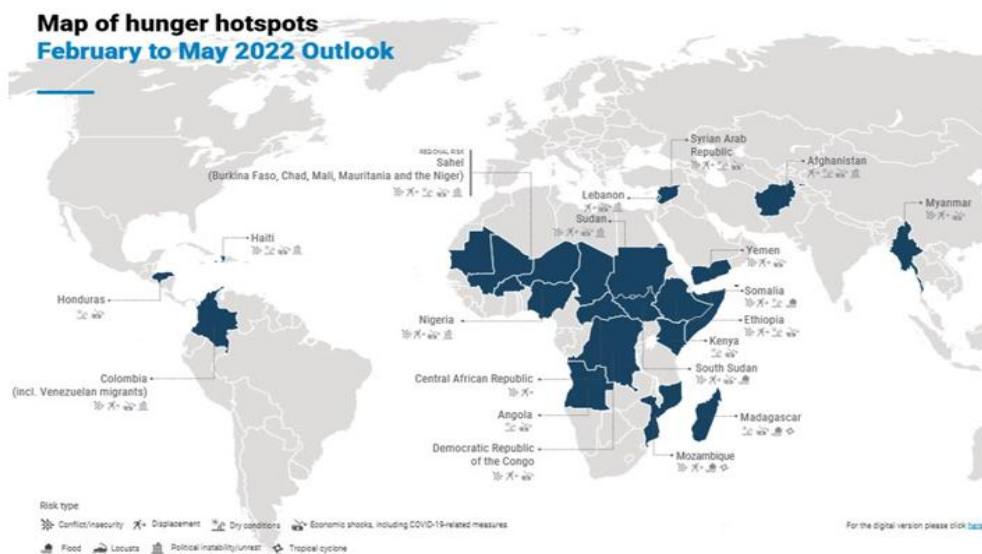 Map of hunger hotspots
February to May 2022 Outlook
REGIONAL RISK
Sahel
(Burkina Faso, Chad, Mali, Mauritania and the Niger)
Syrian Arab
Republic
Afghanistan
Lebanon
Myanmar
Sudan
Haiti
Yemen
Honduras
Somalia
Nigeria
Ethiopia
Kenya
South Sudan
Colombia
(incl. Venezuelan migrants)
Central African Republic
Angola
Madagascar
Democratic Republic
of the Congo
Mozambique
Risk type
Conflict/insecurity Displacement Dry conditions Economic shocks, including COVID-19-related measures
For the digital version please click here
Flood Locusts Political instability/unrest Tropical cyclone